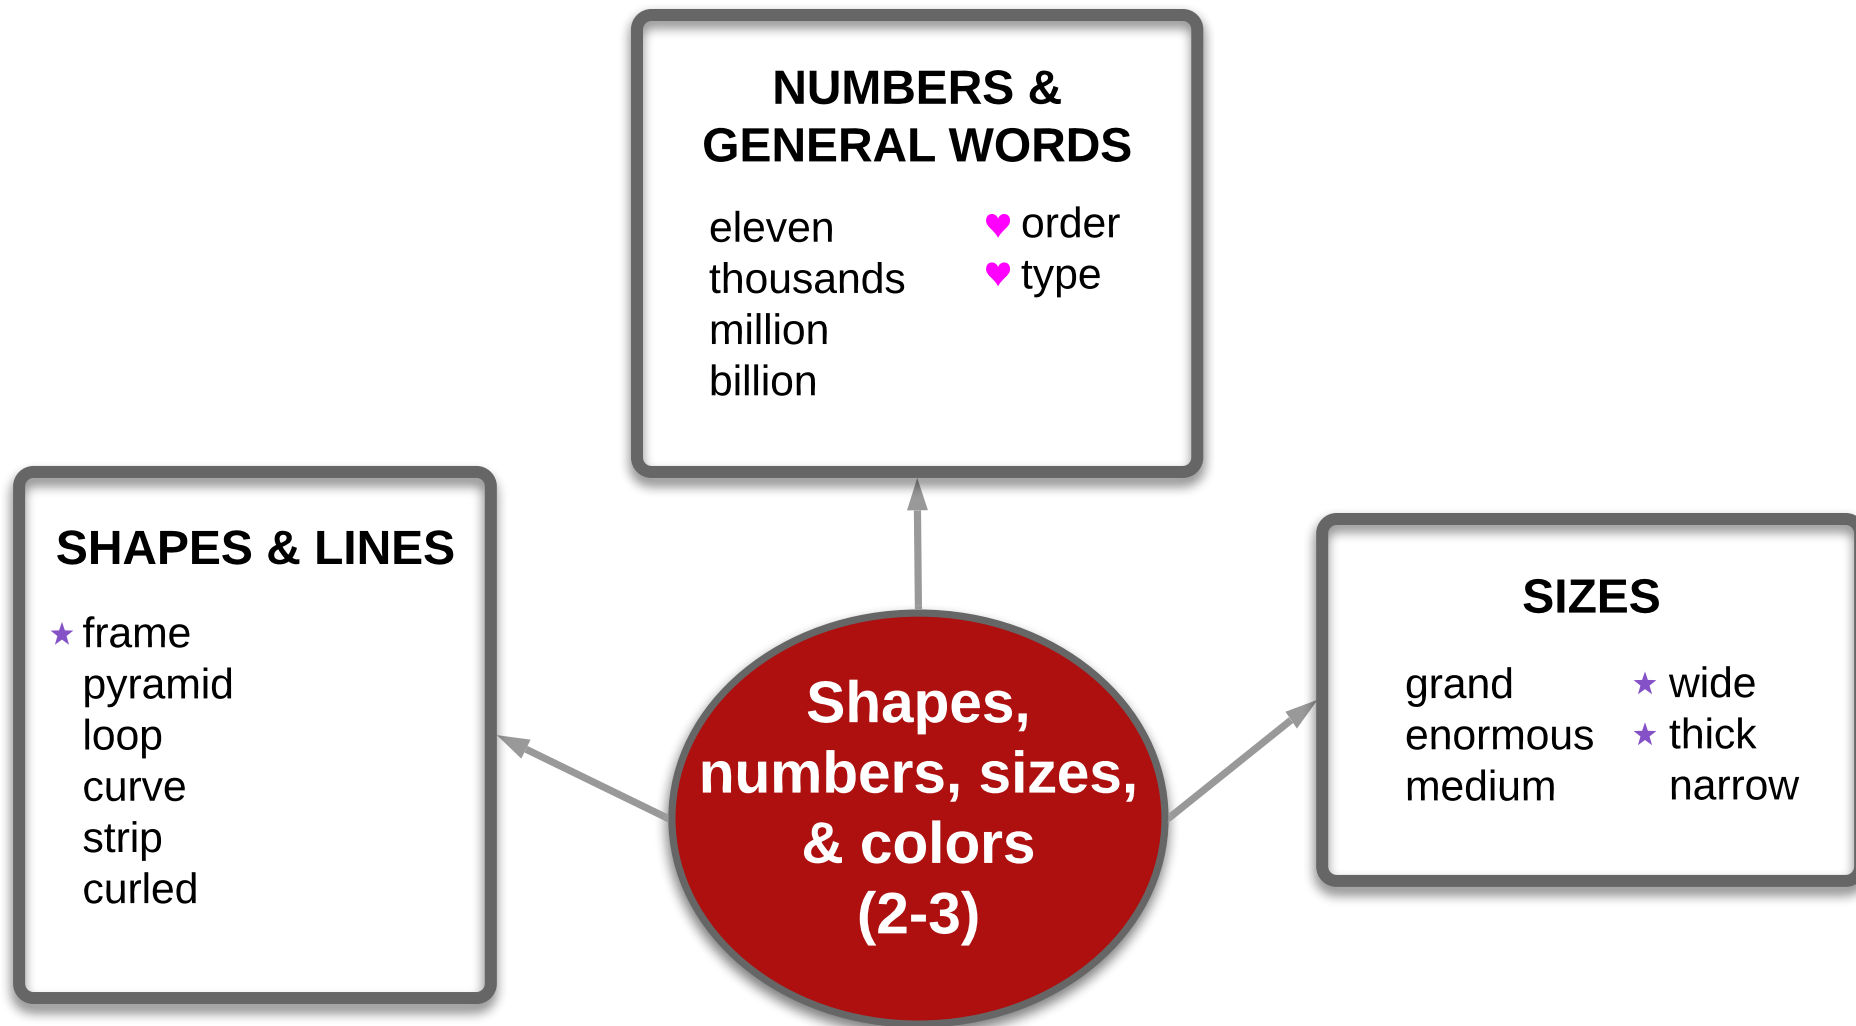 NUMBERS &
GENERAL WORDS
eleven
thousands
million
billion
♥ order
♥ type
SHAPES & LINES
★ frame
pyramid
loop
curve
strip
curled
Shapes,
numbers, sizes,
& colors
(2-3)
SIZES
grand
enormous
medium
★ wide
★ thick
narrow